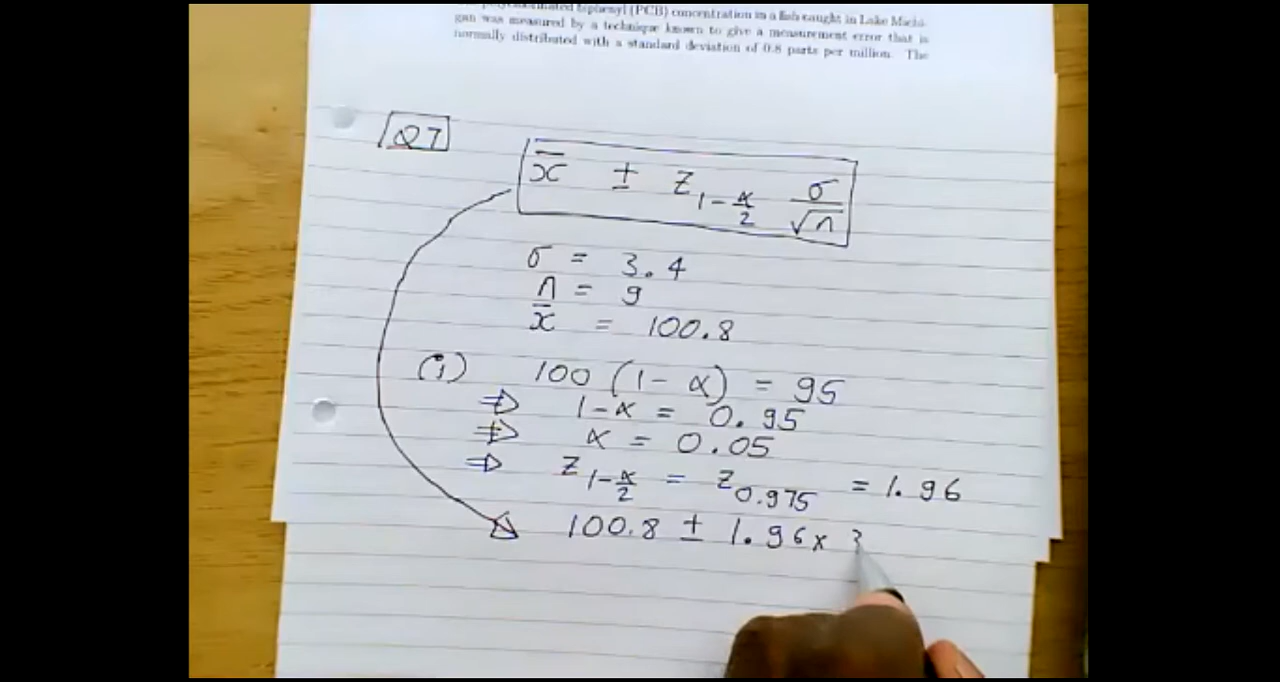 biphenyl (PCB) concentration in a fish caught in Lake Michi-
gan was measured by a technique known to give a measurement error that is
normally distributed with a standard deviation of 0.8 parts per million. The
Q7
x̄ ± z₁₋α/2 σ/√n
σ = 3.4
n = 9
x̄ = 100.8
(i) 100 (1 - α) = 95
⇒ 1 - α = 0.95
⇒ α = 0.05
⇒ z₁₋α/2 = z₀.₉₇₅ = 1.96
100.8 ± 1.96 × 3